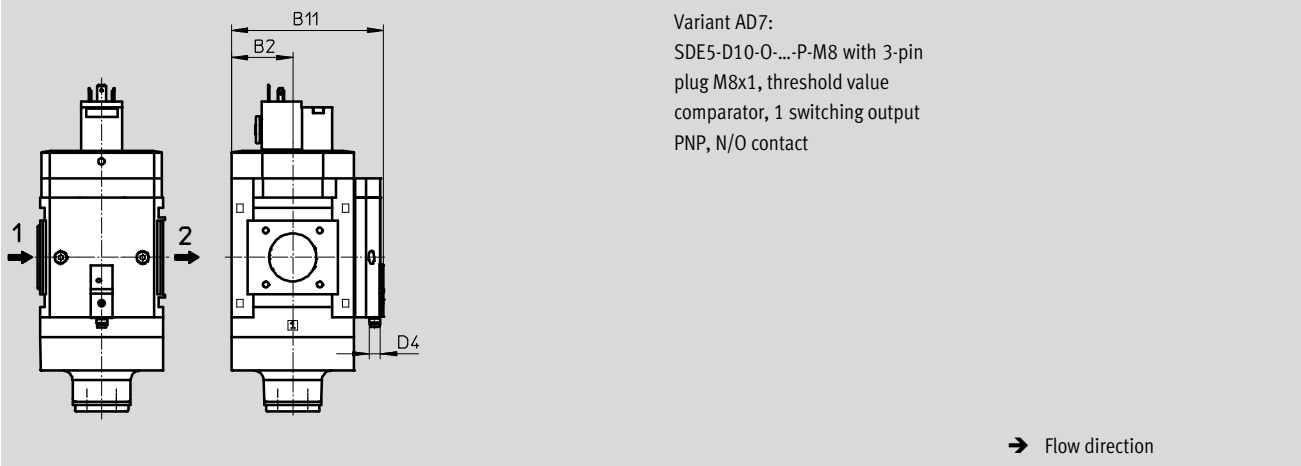 B11
B2
1
2
D4
Variant AD7:
SDE5-D10-O-...-P-M8 with 3-pin
plug M8x1, threshold value
comparator, 1 switching output
PNP, N/O contact
➔ Flow direction